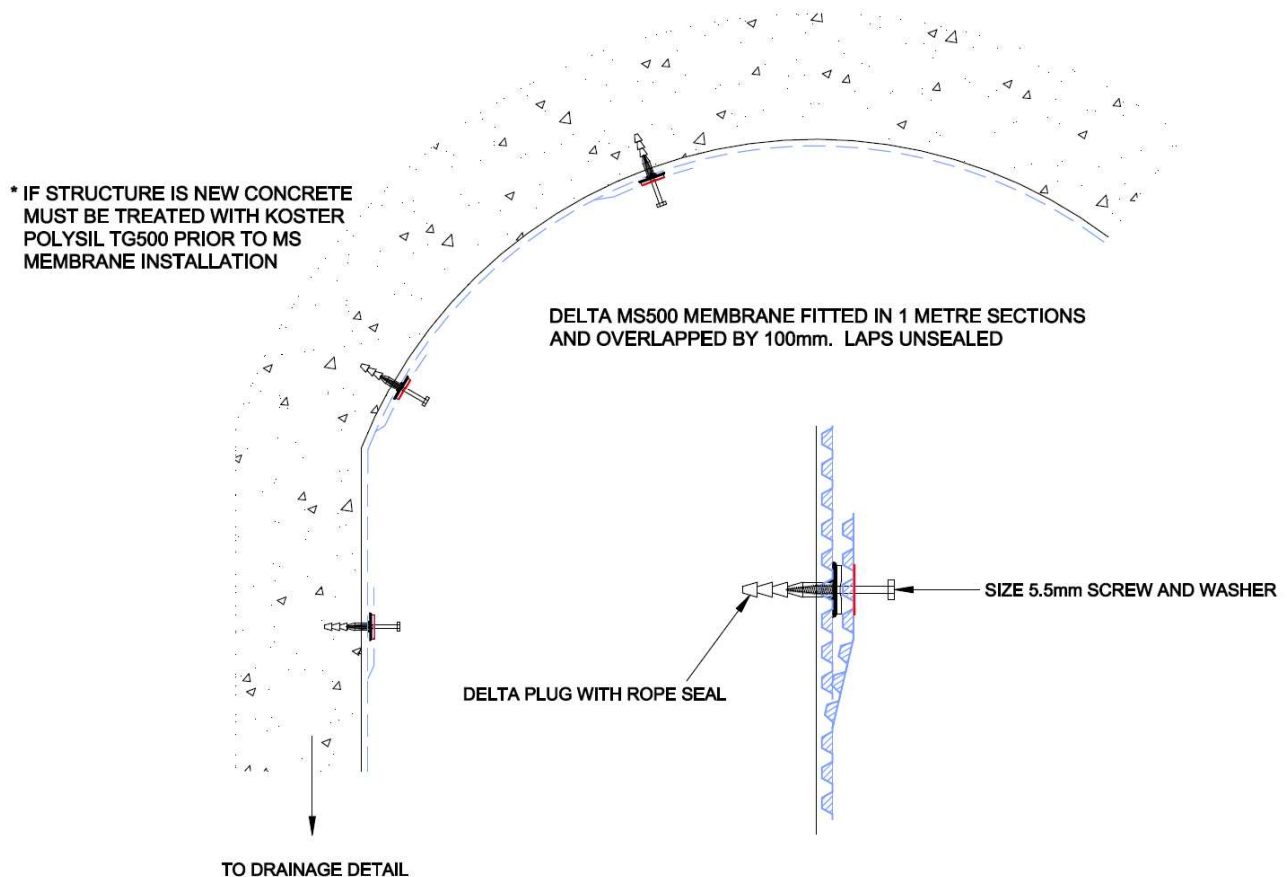 * IF STRUCTURE IS NEW CONCRETE
MUST BE TREATED WITH KOSTER
POLYSIL TG500 PRIOR TO MS
MEMBRANE INSTALLATION
DELTA MS500 MEMBRANE FITTED IN 1 METRE SECTIONS
AND OVERLAPPED BY 100mm. LAPS UNSEALED
SIZE 5.5mm SCREW AND WASHER
DELTA PLUG WITH ROPE SEAL
TO DRAINAGE DETAIL